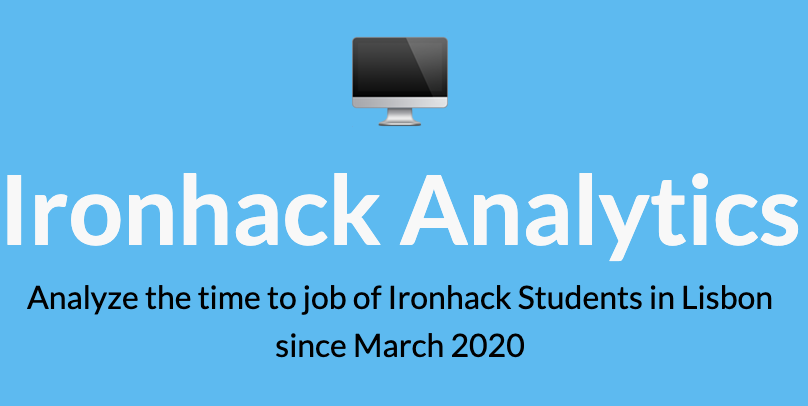 Ironhack Analytics
Analyze the time to job of Ironhack Students in Lisbon
since March 2020